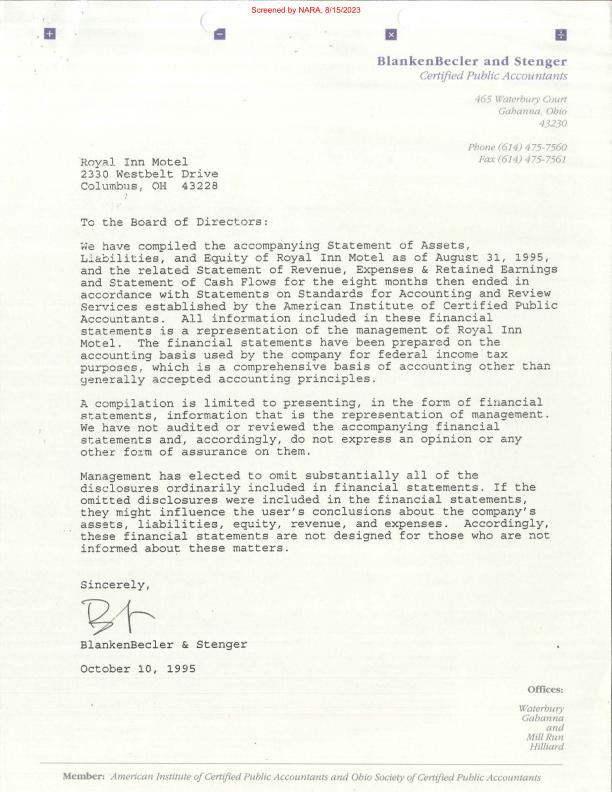 Screened by NARA, 8/15/2023
BlankenBecler and Stenger
Certified Public Accountants
465 Waterbury Court
Gahanna, Ohio
43230
Phone (614) 475-7560
Fax (614) 475-7561
Royal Inn Motel
2330 Westbelt Drive
Columbus, OH 43228
To the Board of Directors:
We have compiled the accompanying Statement of Assets,
Liabilities, and Equity of Royal Inn Motel as of August 31, 1995,
and the related Statement of Revenue, Expenses & Retained Earnings
and Statement of Cash Flows for the eight months then ended in
accordance with Statements on Standards for Accounting and Review
Services established by the American Institute of Certified Public
Accountants. All information included in these financial
statements is a representation of the management of Royal Inn
Motel. The financial statements have been prepared on the
accounting basis used by the company for federal income tax
purposes, which is a comprehensive basis of accounting other than
generally accepted accounting principles.
A compilation is limited to presenting, in the form of financial
statements, information that is the representation of management.
We have not audited or reviewed the accompanying financial
statements and, accordingly, do not express an opinion or any
other form of assurance on them.
Management has elected to omit substantially all of the
disclosures ordinarily included in financial statements. If the
omitted disclosures were included in the financial statements,
they might influence the user's conclusions about the company's
assets, liabilities, equity, revenue, and expenses. Accordingly,
these financial statements are not designed for those who are not
informed about these matters.
Sincerely,
BlankenBecler & Stenger
October 10, 1995
Offices:
Waterbury
Gahanna
and
Mill Run
Hilliard
Member: American Institute of Certified Public Accountants and Ohio Society of Certified Public Accountants